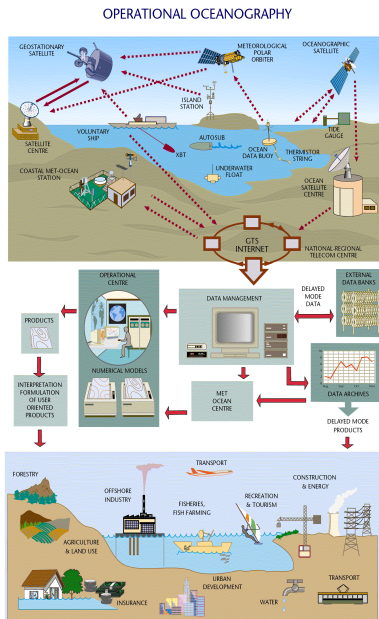 OPERATIONAL OCEANOGRAPHY
GEOSTATIONARY
SATELLITE
METEOROLOGICAL
POLAR
ORBITER
OCEANOGRAPHIC
SATELLITE
ISLAND
STATION
SATELLITE
CENTRE
VOLUNTARY
SHIP
XBT
AUTOSUB
UNDERWATER
FLOAT
OCEAN
DATA BUOY
THERMISTOR
STRING
TIDE
GAUGE
COASTAL MET-OCEAN
STATION
OCEAN
SATELLITE
CENTRE
GTS
INTERNET
NATIONAL-REGIONAL
TELECOM CENTRE
OPERATIONAL
CENTRE
DATA MANAGEMENT
DELAYED
MODE
DATA
EXTERNAL
DATA BANKS
PRODUCTS
NUMERICAL MODELS
INTERPRETATION
FORMULATION
OF USER
ORIENTED
PRODUCTS
MET
OCEAN
CENTRE
DATA ARCHIVES
DELAYED MODE
PRODUCTS
FORESTRY
TRANSPORT
OFFSHORE
INDUSTRY
FISHERIES,
FISH FARMING
RECREATION
& TOURISM
CONSTRUCTION
& ENERGY
AGRICULTURE
& LAND USE
INSURANCE
URBAN
DEVELOPMENT
WATER
TRANSPORT